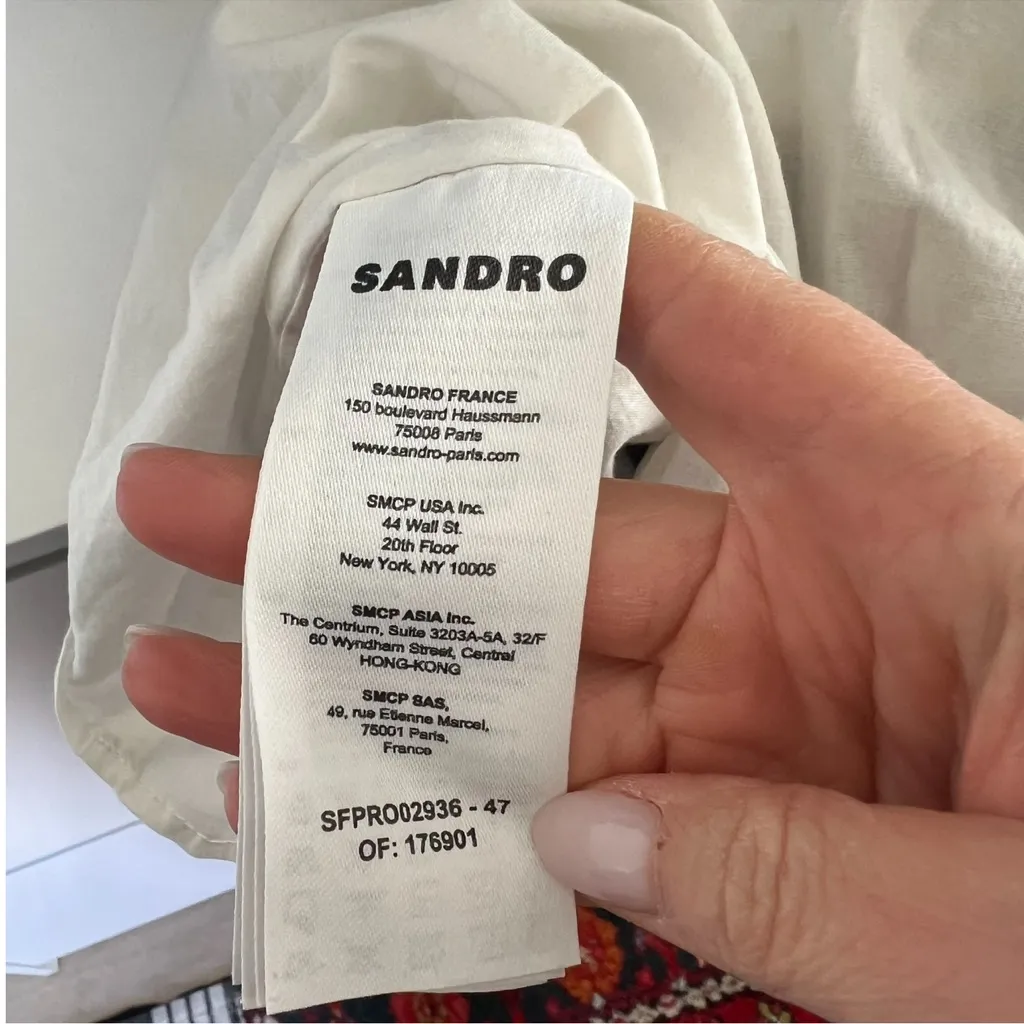 SANDRO
SANDRO FRANCE
150 boulevard Haussmann
75008 Paris
www.sandro-paris.com
SMCP USA Inc.
44 Wall St.
20th Floor
New York, NY 10005
SMCP ASIA Inc.
The Centrium, Suite 3203A-5A, 32/F
60 Wyndham Street, Central
HONG-KONG
SMCP SAS,
49, rue Etienne Marcel,
75001 Paris,
France
SFPRO02936 - 47
OF: 176901